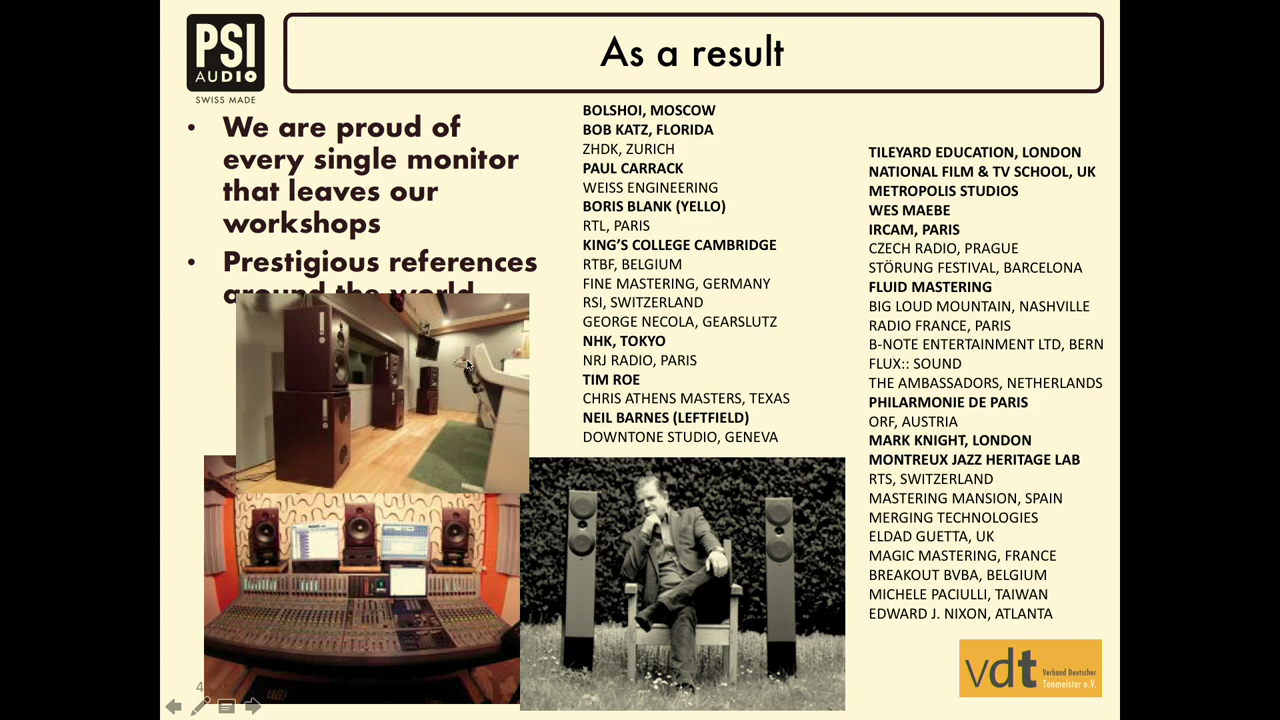 PSI
AUDIO
SWISS MADE
As a result
• We are proud of
every single monitor
that leaves our
workshops
• Prestigious references
around the world
BOLSHOI, MOSCOW
BOB KATZ, FLORIDA
ZHDK, ZURICH
PAUL CARRACK
WEISS ENGINEERING
BORIS BLANK (YELLO)
RTL, PARIS
KING’S COLLEGE CAMBRIDGE
RTBF, BELGIUM
FINE MASTERING, GERMANY
RSI, SWITZERLAND
GEORGE NECOLA, GEARSLUTZ
NHK, TOKYO
NRJ RADIO, PARIS
TIM ROE
CHRIS ATHENS MASTERS, TEXAS
NEIL BARNES (LEFTFIELD)
DOWNTONE STUDIO, GENEVA
TILEYARD EDUCATION, LONDON
NATIONAL FILM & TV SCHOOL, UK
METROPOLIS STUDIOS
WES MAEBE
IRCAM, PARIS
CZECH RADIO, PRAGUE
STÖRUNG FESTIVAL, BARCELONA
FLUID MASTERING
BIG LOUD MOUNTAIN, NASHVILLE
RADIO FRANCE, PARIS
B-NOTE ENTERTAINMENT LTD, BERN
FLUX:: SOUND
THE AMBASSADORS, NETHERLANDS
PHILARMONIE DE PARIS
ORF, AUSTRIA
MARK KNIGHT, LONDON
MONTREUX JAZZ HERITAGE LAB
RTS, SWITZERLAND
MASTERING MANSION, SPAIN
MERGING TECHNOLOGIES
ELDAD GUETTA, UK
MAGIC MASTERING, FRANCE
BREAKOUT BVBA, BELGIUM
MICHELE PACIULLI, TAIWAN
EDWARD J. NIXON, ATLANTA
vdt
Verband Deutscher
Tonmeister e.V.
4